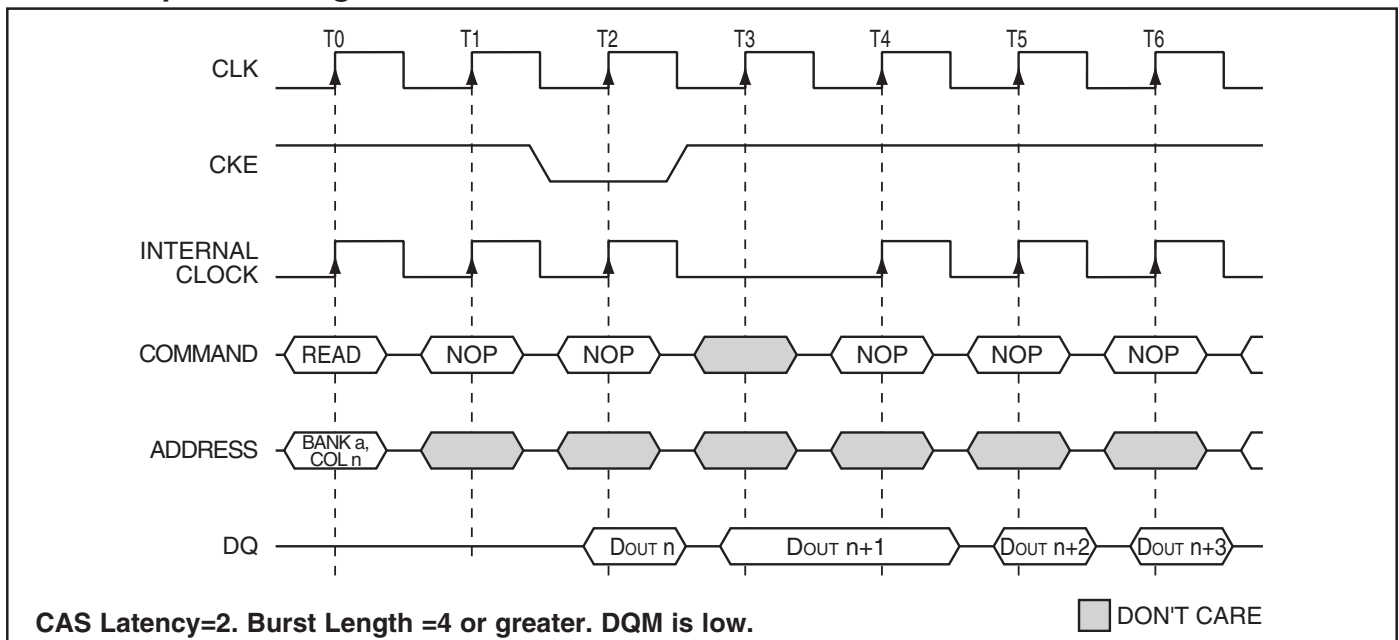 T0 T1 T2 T3 T4 T5 T6
CLK
CKE
INTERNAL
CLOCK
COMMAND READ NOP NOP NOP NOP NOP
ADDRESS BANK a,
COL n
DQ DOUT n DOUT n+1 DOUT n+2 DOUT n+3
CAS Latency=2. Burst Length =4 or greater. DQM is low.
DON'T CARE